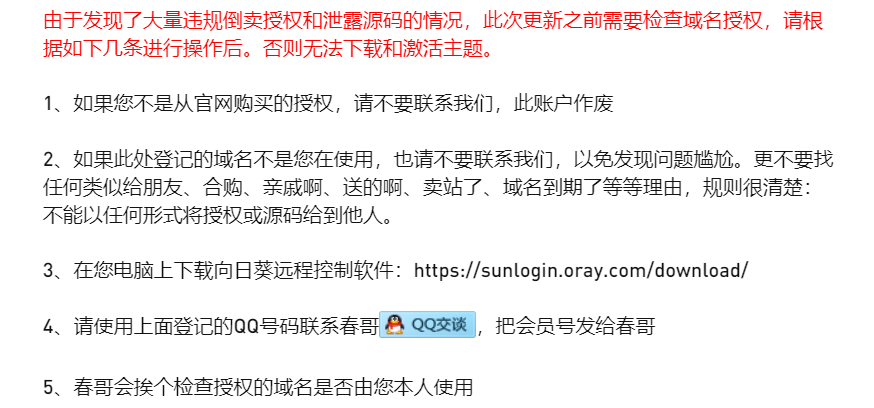 由于发现了大量违规倒卖授权和泄露源码的情况，此次更新之前需要检查域名授权，请根
据如下几条进行操作后。否则无法下载和激活主题。
1、如果您不是从官网购买的授权，请不要联系我们，此账户作废
2、如果此处登记的域名不是您在使用，也请不要联系我们，以免发现问题尴尬。更不要找
任何类似给朋友、合购、亲戚啊、送的啊、卖站了、域名到期了等等理由，规则很清楚：
不能以任何形式将授权或源码给到他人。
3、在您电脑上下载向日葵远程控制软件：https://sunlogin.oray.com/download/
4、请使用上面登记的QQ号码联系春哥QQ交谈，把会员号发给春哥
5、春哥会挨个检查授权的域名是否由您本人使用